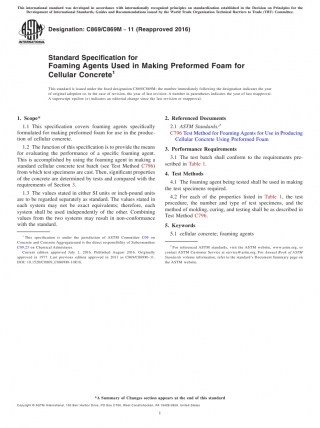 This international standard was developed in accordance with internationally recognized principles on standardization established in the Decision on Principles for the
Development of International Standards, Guides and Recommendations issued by the World Trade Organization Technical Barriers to Trade (TBT) Committee.
Designation: C869/C869M − 11 (Reapproved 2016)
Standard Specification for
Foaming Agents Used in Making Preformed Foam for
Cellular Concrete1
This standard is issued under the fixed designation C869/C869M; the number immediately following the designation indicates the year
of original adoption or, in the case of revision, the year of last revision. A number in parentheses indicates the year of last reapproval.
A superscript epsilon (ε) indicates an editorial change since the last revision or reapproval.
1. Scope*
1.1 This specification covers foaming agents specifically
formulated for making preformed foam for use in the produc-
tion of cellular concrete.
1.2 The function of this specification is to provide the means
for evaluating the performance of a specific foaming agent.
This is accomplished by using the foaming agent in making a
standard cellular concrete test batch (see Test Method C796)
from which test specimens are cast. Then, significant properties
of the concrete are determined by tests and compared with the
requirements of Section 3.
1.3 The values stated in either SI units or inch-pound units
are to be regarded separately as standard. The values stated in
each system may not be exact equivalents; therefore, each
system shall be used independently of the other. Combining
values from the two systems may result in non-conformance
with the standard.
1 This specification is under the jurisdiction of ASTM Committee C09 on
Concrete and Concrete Aggregates and is the direct responsibility of Subcommittee
C09.23 on Chemical Admixtures.
Current edition approved July 1, 2016. Published August 2016. Originally
approved in 1977. Last previous edition approved in 2011 as C869/C869M–11.
DOI: 10.1520/C0869_C0869M-11R16.
2. Referenced Documents
2.1 ASTM Standards:2
C796 Test Method for Foaming Agents for Use in Producing
Cellular Concrete Using Preformed Foam
3. Performance Requirements
3.1 The test batch shall conform to the requirements pre-
scribed in Table 1.
4. Test Methods
4.1 The foaming agent being tested shall be used in making
the test specimens required.
4.2 For each of the properties listed in Table 1, the test
procedure, the number and type of test specimens, and the
method of molding, curing, and testing shall be as described in
Test Method C796.
5. Keywords
5.1 cellular concrete; foaming agents
2 For referenced ASTM standards, visit the ASTM website, www.astm.org, or
contact ASTM Customer Service at service@astm.org. For Annual Book of ASTM
Standards volume information, refer to the standard's Document Summary page on
the ASTM website.
*A Summary of Changes section appears at the end of this standard
Copyright © ASTM International, 100 Barr Harbor Drive, PO Box C700, West Conshohocken, PA 19428-2959. United States
1